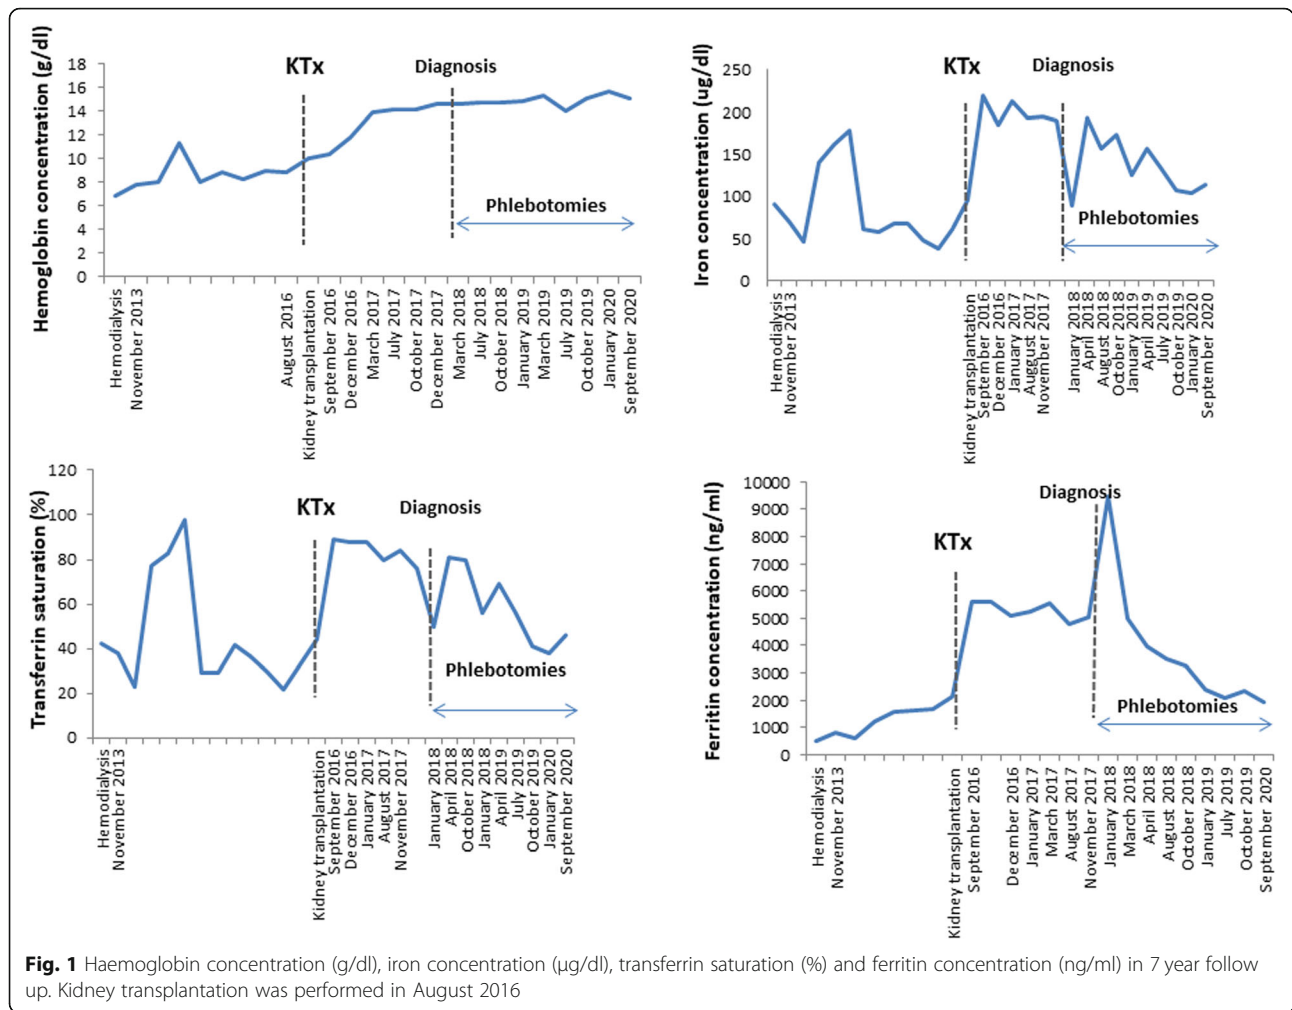 Hemoglobin concentration (g/dl)
18
16
14
12
10
8
6
4
2
0
KTx
Diagnosis
Phlebotomies
Hemodialysis
November 2013
August 2016
Kidney transplantation
September 2016
December 2016
March 2017
July 2017
October 2017
December 2017
March 2018
July 2018
October 2018
January 2019
March 2019
July 2019
October 2019
January 2020
September 2020
Iron concentration (ug/dl)
250
200
150
100
50
0
KTx
Diagnosis
Phlebotomies
Hemodialysis
November 2013
Kidney transplantation
September 2016
December 2016
January 2017
Auggust 2017
November 2017
January 2018
April 2018
August 2018
October 2018
January 2019
April 2019
July 2019
October 2019
January 2020
September 2020
Transferrin saturation (%)
120
100
80
60
40
20
0
KTx
Diagnosis
Phlebotomies
Hemodialysis
November 2013
Kidney transplantation
September 2016
December 2016
January 2017
August 2017
November 2017
January 2018
April 2018
October 2018
January 2018
April 2019
July 2019
October 2019
January 2020
September 2020
Ferritin concentration (ng/ml)
10000
9000
8000
7000
6000
5000
4000
3000
2000
1000
0
KTx
Diagnosis
Phlebotomies
Hemodialysis
November 2013
Kidney transplantation
September 2016
December 2016
January 2017
March 2017
August 2017
November 2017
January 2018
March 2018
April 2018
August 2018
October 2018
January 2019
July 2019
October 2019
September 2020
Fig. 1 Haemoglobin concentration (g/dl), iron concentration (μg/dl), transferrin saturation (%) and ferritin concentration (ng/ml) in 7 year follow
up. Kidney transplantation was performed in August 2016